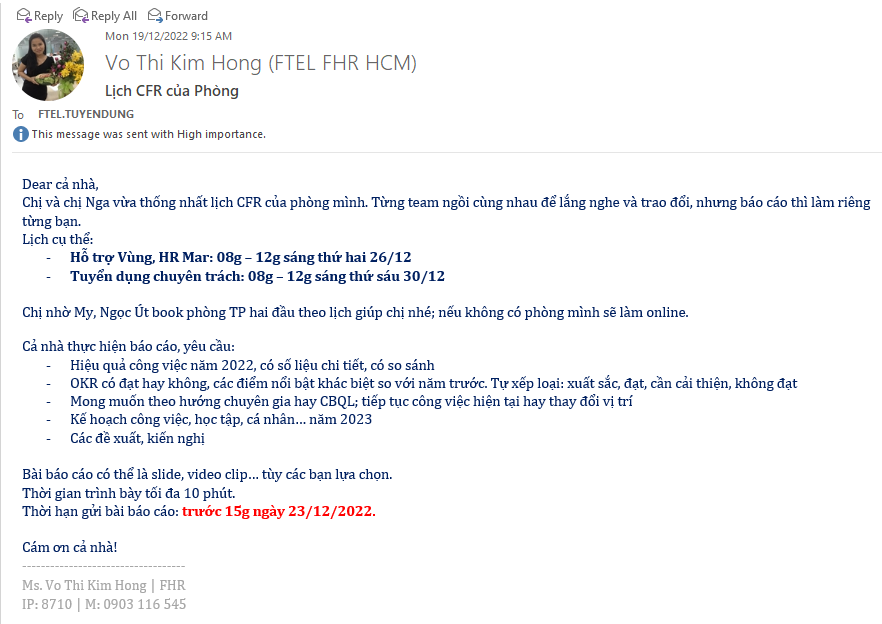 Reply Reply All Forward
Mon 19/12/2022 9:15 AM
Vo Thi Kim Hong (FTEL FHR HCM)
Lịch CFR của Phòng
To FTEL.TUYENDUNG
This message was sent with High importance.
Dear cả nhà,
Chị và chị Nga vừa thống nhất lịch CFR của phòng mình. Từng team ngồi cùng nhau để lắng nghe và trao đổi, nhưng báo cáo thì làm riêng
từng bạn.
Lịch cụ thể:
- Hỗ trợ Vùng, HR Mar: 08g – 12g sáng thứ hai 26/12
- Tuyển dụng chuyên trách: 08g – 12g sáng thứ sáu 30/12
Chị nhờ My, Ngọc Út book phòng TP hai đầu theo lịch giúp chị nhé; nếu không có phòng mình sẽ làm online.
Cả nhà thực hiện báo cáo, yêu cầu:
- Hiệu quả công việc năm 2022, có số liệu chi tiết, có so sánh
- OKR có đạt hay không, các điểm nổi bật khác biệt so với năm trước. Tự xếp loại: xuất sắc, đạt, cần cải thiện, không đạt
- Mong muốn theo hướng chuyên gia hay CBQL; tiếp tục công việc hiện tại hay thay đổi vị trí
- Kế hoạch công việc, học tập, cá nhân… năm 2023
- Các đề xuất, kiến nghị
Bài báo cáo có thể là slide, video clip… tùy các bạn lựa chọn.
Thời gian trình bày tối đa 10 phút.
Thời hạn gửi bài báo cáo: trước 15g ngày 23/12/2022.
Cám ơn cả nhà!
----------------------------------
Ms. Vo Thi Kim Hong | FHR
IP: 8710 | M: 0903 116 545